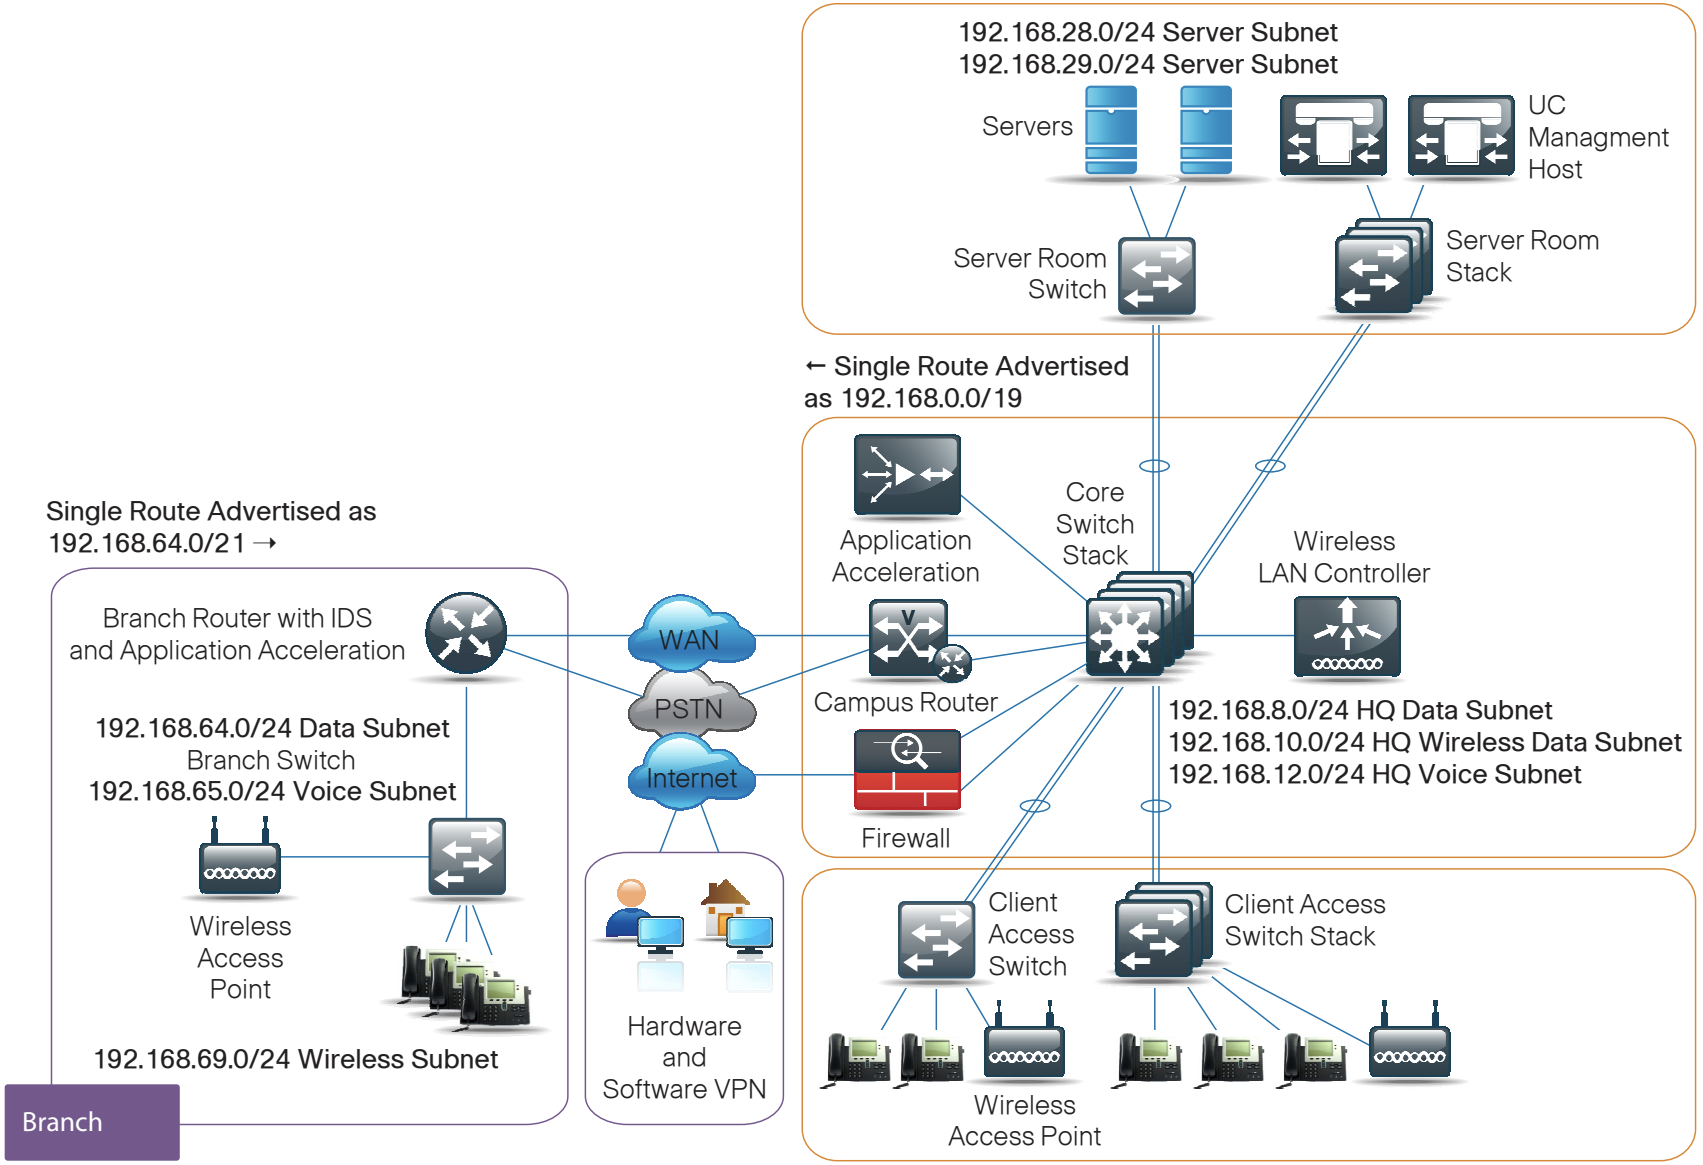 192.168.28.0/24 Server Subnet
192.168.29.0/24 Server Subnet
Servers
UC
Managment
Host
Server Room
Switch
Server Room
Stack
← Single Route Advertised
as 192.168.0.0/19
Application
Acceleration
Core
Switch
Stack
Wireless
LAN Controller
V
Campus Router
Firewall
192.168.8.0/24 HQ Data Subnet
192.168.10.0/24 HQ Wireless Data Subnet
192.168.12.0/24 HQ Voice Subnet
Single Route Advertised as
192.168.64.0/21 →
Branch Router with IDS
and Application Acceleration
WAN
PSTN
Internet
192.168.64.0/24 Data Subnet
Branch Switch
192.168.65.0/24 Voice Subnet
Wireless
Access
Point
192.168.69.0/24 Wireless Subnet
Branch
Hardware
and
Software VPN
Client
Access
Switch
Client Access
Switch Stack
Wireless
Access Point